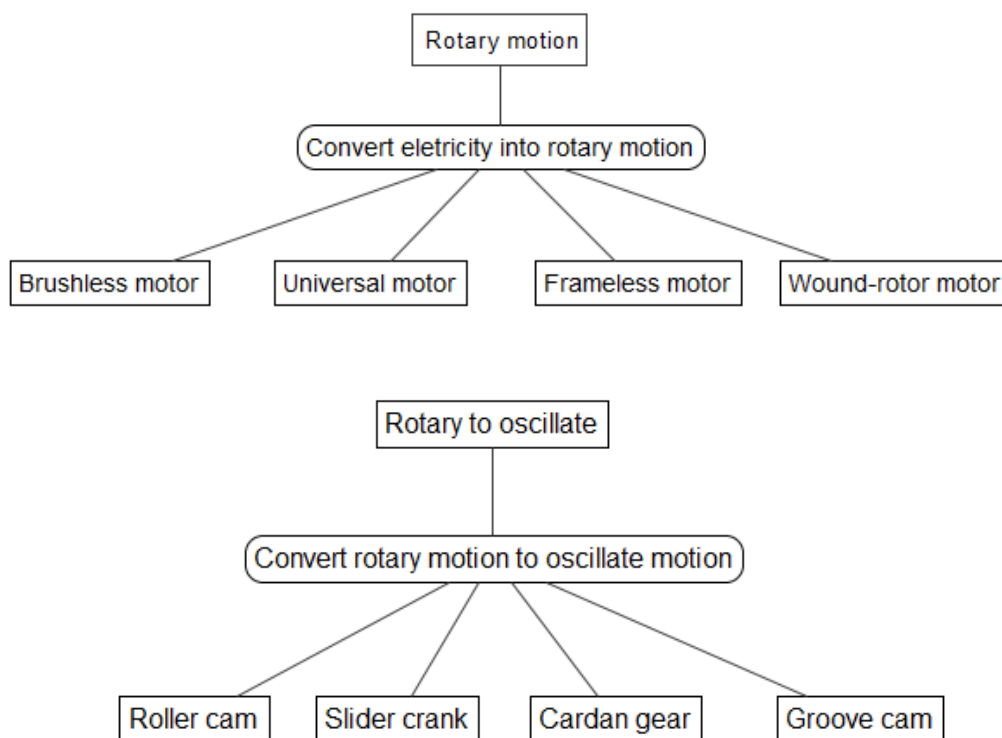 Rotary motion
Convert eletricity into rotary motion
Brushless motor
Universal motor
Frameless motor
Wound-rotor motor
Rotary to oscillate
Convert rotary motion to oscillate motion
Roller cam
Slider crank
Cardan gear
Groove cam